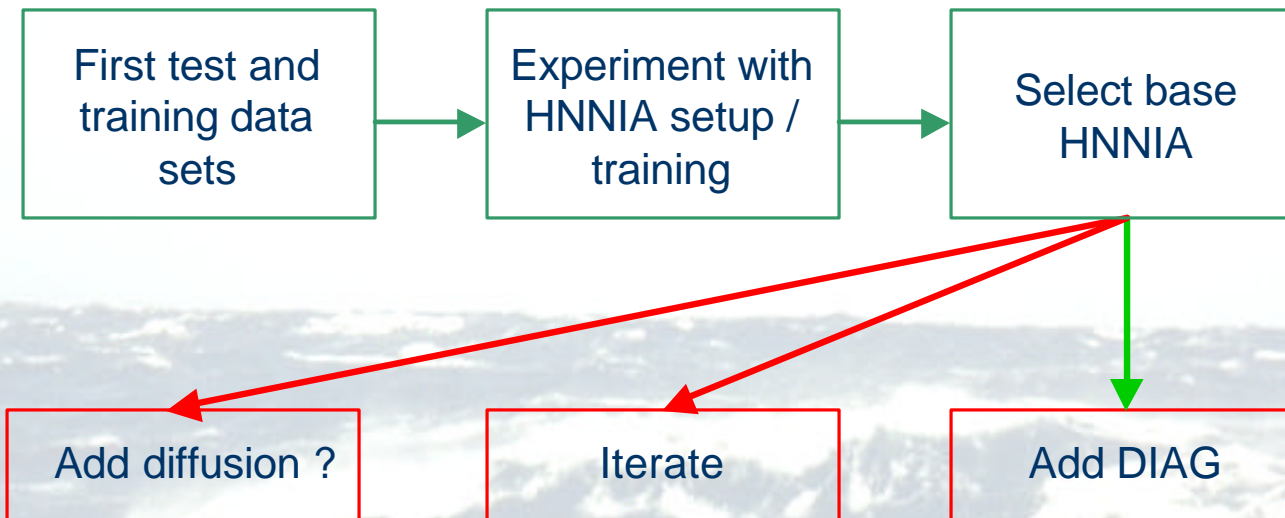 First test and
training data
sets
Experiment with
HNNIA setup /
training
Select base
HNNIA
Add diffusion ?
Iterate
Add DIAG